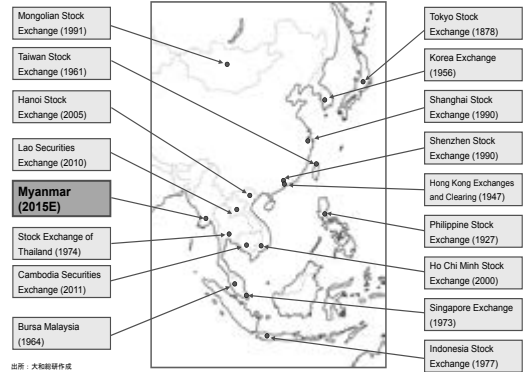 Mongolian Stock
Exchange (1991)
Taiwan Stock
Exchange (1961)
Hanoi Stock
Exchange (2005)
Lao Securities
Exchange (2010)
Myanmar
(2015E)
Stock Exchange of
Thailand (1974)
Cambodia Securities
Exchange (2011)
Bursa Malaysia
(1964)
Tokyo Stock
Exchange (1878)
Korea Exchange
(1956)
Shanghai Stock
Exchange (1990)
Shenzhen Stock
Exchange (1990)
Hong Kong Exchanges
and Clearing (1947)
Philippine Stock
Exchange (1927)
Ho Chi Minh Stock
Exchange (2000)
Singapore Exchange
(1973)
Indonesia Stock
Exchange (1977)
出所：大和総研作成